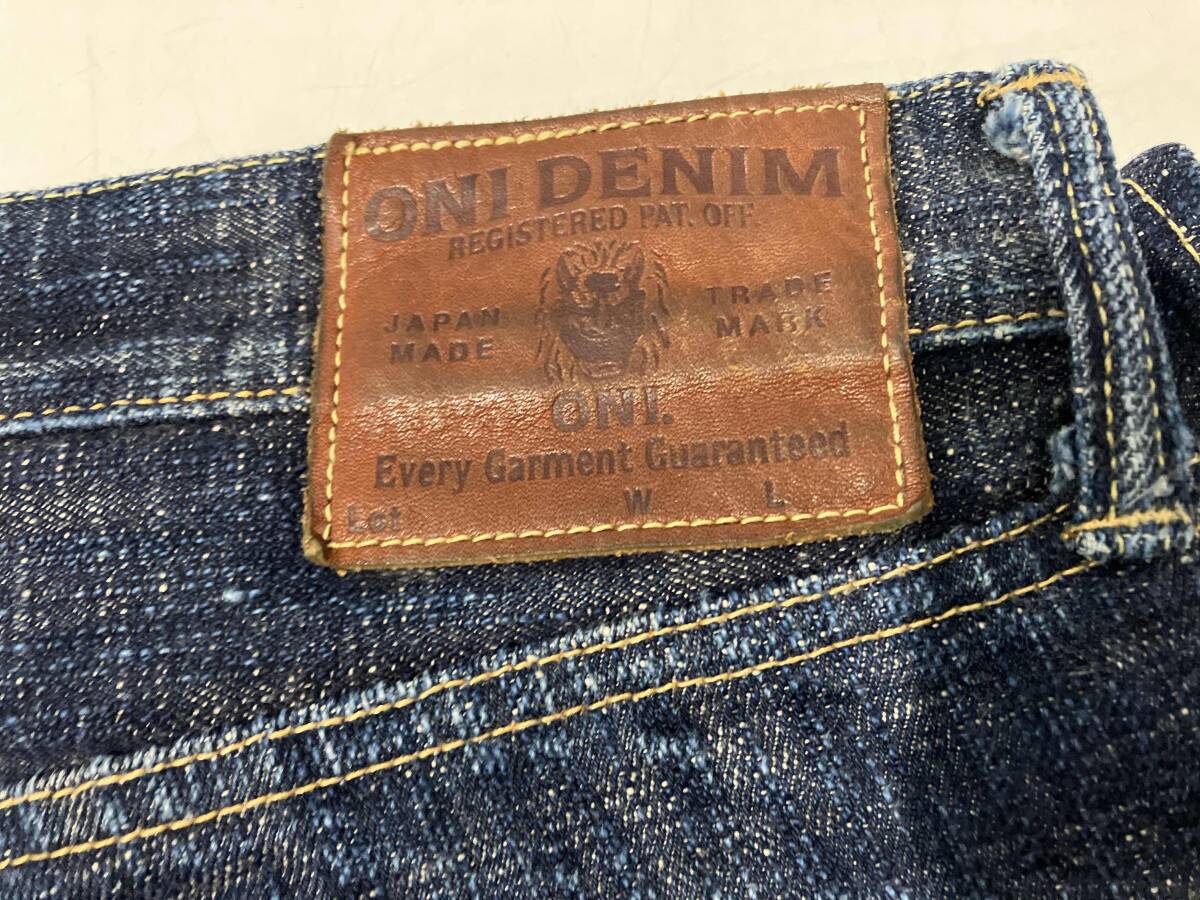 ONI DENIM
REGISTERED PAT. OFF
JAPAN TRADE
MADE MARK
ONI.
Every Garment Guaranteed
Lot W L